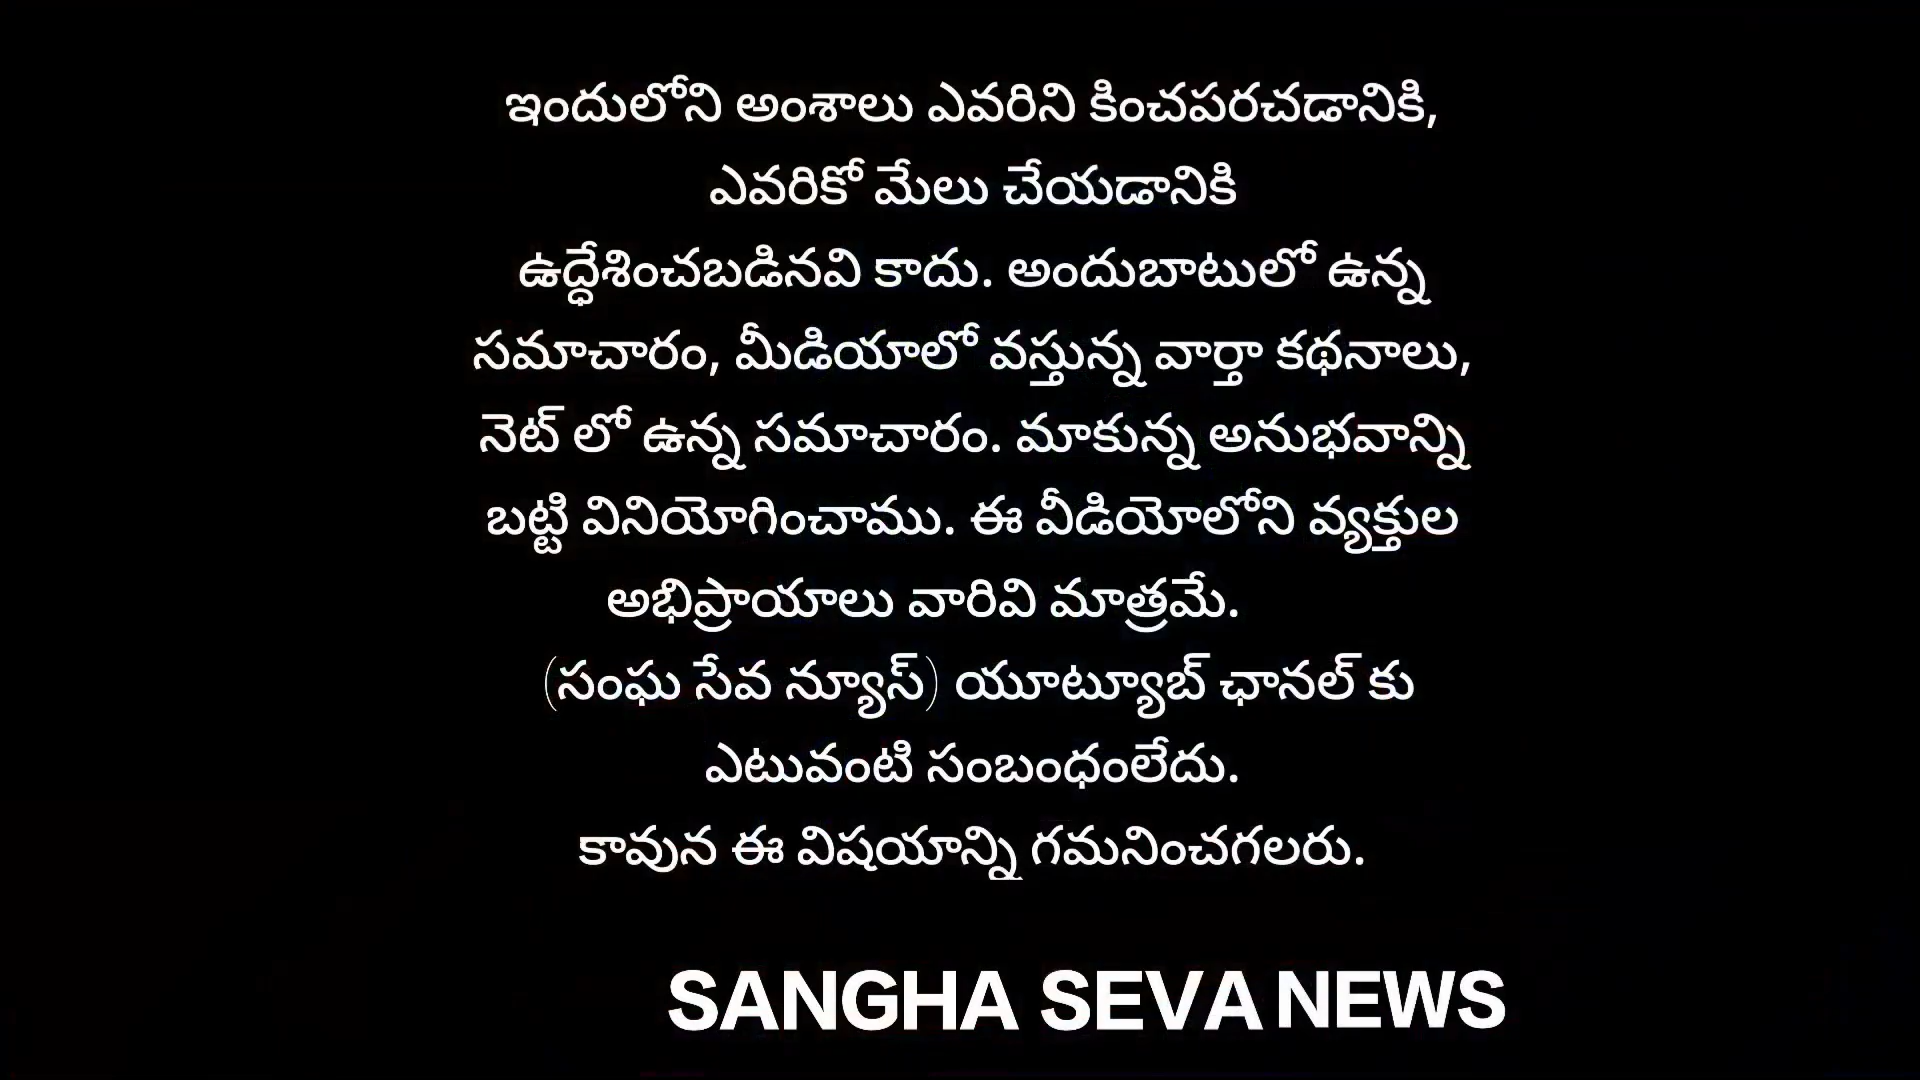 ఇందులోని అంశాలు ఎవరిని కించపరచడానికి,
ఎవరికో మేలు చేయడానికి
ఉద్ధేశించబడినవి కాదు. అందుబాటులో ఉన్న
సమాచారం, మీడియాలో వస్తున్న వార్తా కథనాలు,
నెట్ లో ఉన్న సమాచారం. మాకున్న అనుభవాన్ని
బట్టి వినియోగించాము. ఈ వీడియోలోని వ్యక్తుల
అభిప్రాయాలు వారివి మాత్రమే.
(సంఘ సేవ న్యూస్) యూట్యూబ్ ఛానల్ కు
ఎటువంటి సంబంధంలేదు.
కావున ఈ విషయాన్ని గమనించగలరు.
SANGHA SEVA NEWS